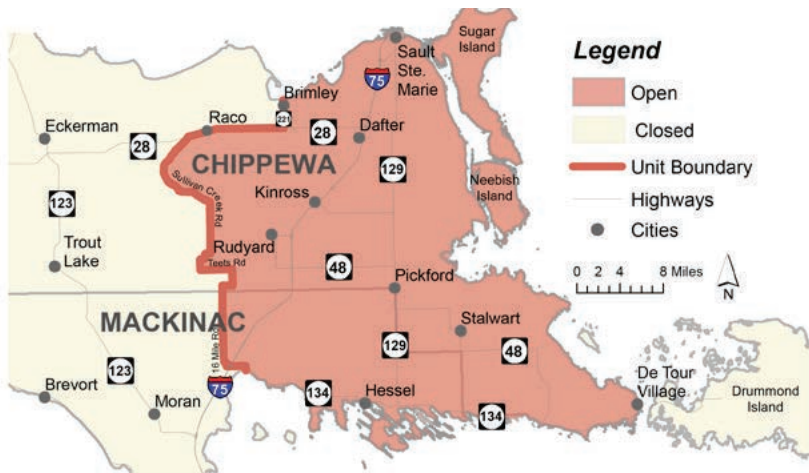 Sugar
Island
Sault
Ste.
Marie
75
Brimley
221
Raco
28
Dafter
Eckerman
28
CHIPPEWA
129
Sullivan Creek Rd
Neebish
Island
123
Kinross
Trout
Lake
Rudyard
Teets Rd
48
Pickford
MACKINAC
16 Mile Rd
Stalwart
129
48
123
75
De Tour
Village
Brevort
Moran
134
Hessel
134
Drummond
Island
Legend
Open
Closed
Unit Boundary
Highways
Cities
0 2 4 8 Miles
N